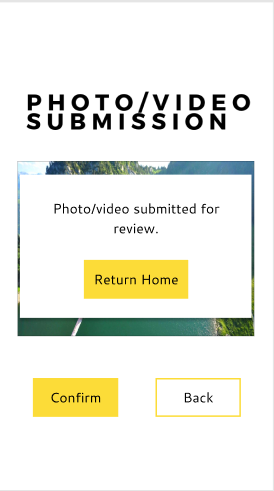 PHOTO/VIDEO
SUBMISSION
Photo/video submitted for
review.
Return Home
Confirm
Back